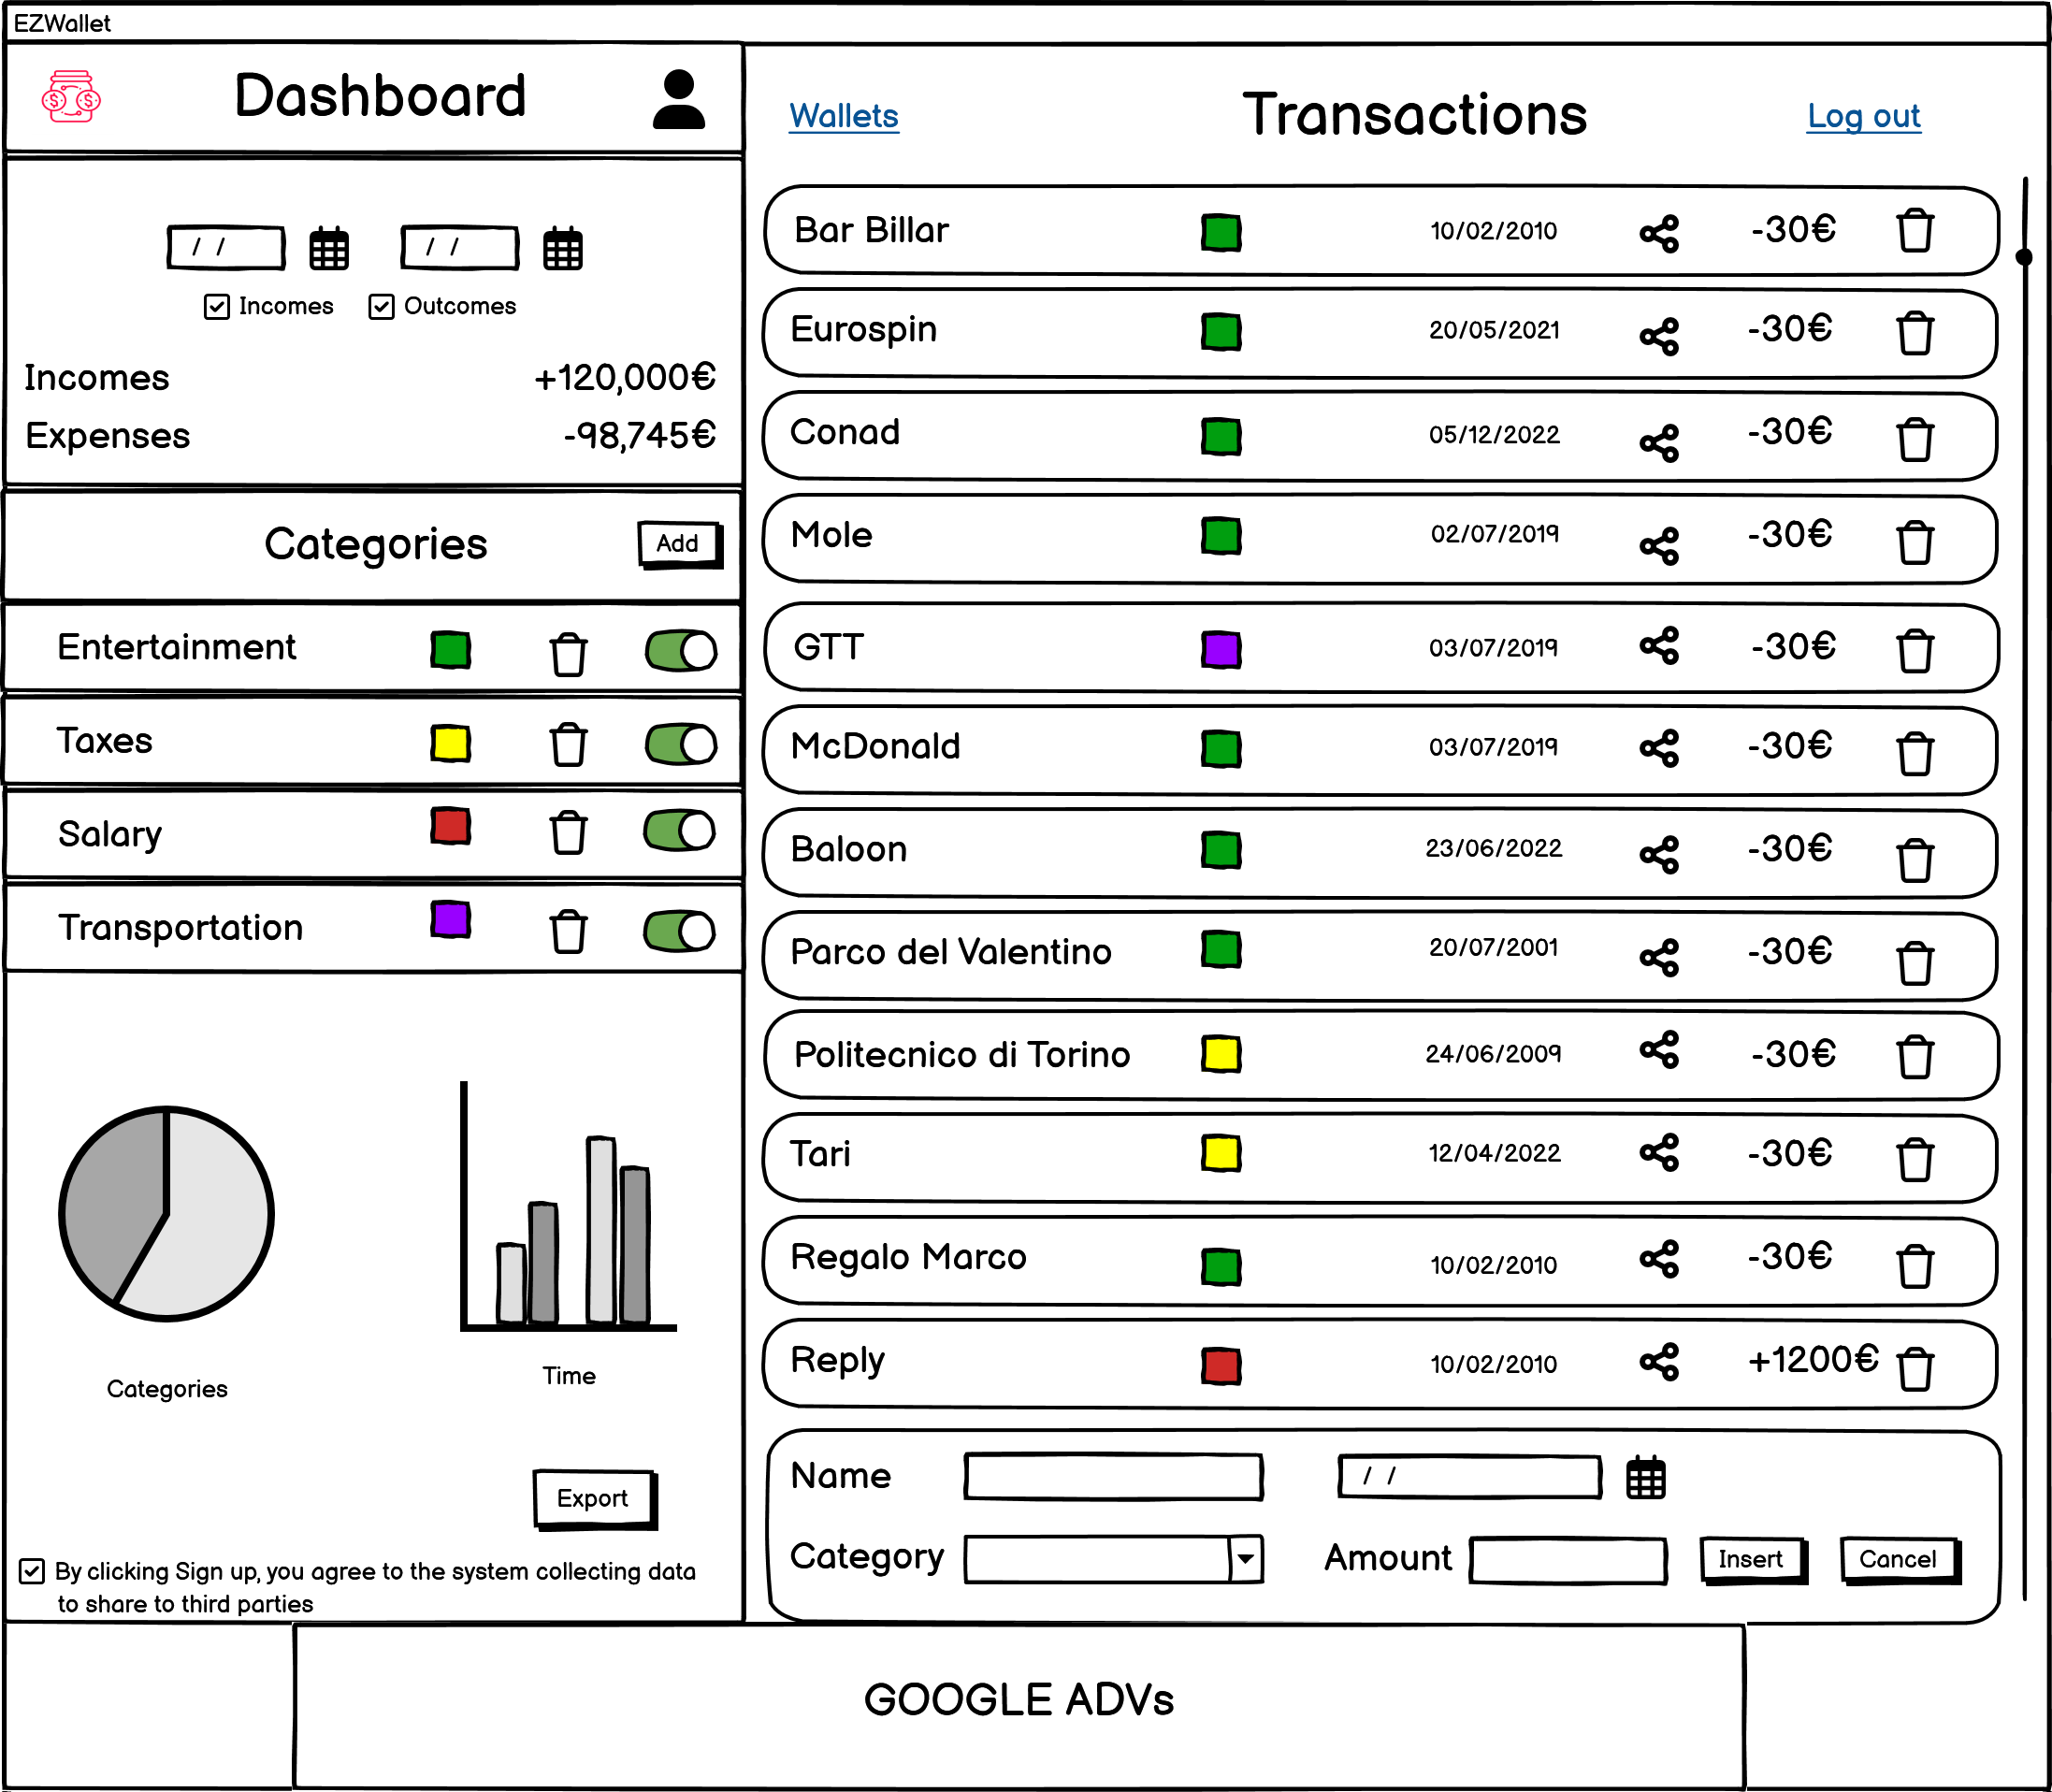 EZWallet
Dashboard
/ /
/ /
Incomes Outcomes
Incomes +120,000€
Expenses -98,745€
Categories Add
Entertainment
Taxes
Salary
Transportation
Categories
Time
Export
By clicking Sign up, you agree to the system collecting data
to share to third parties
Wallets Transactions Log out
Bar Billar 10/02/2010 -30€
Eurospin 20/05/2021 -30€
Conad 05/12/2022 -30€
Mole 02/07/2019 -30€
GTT 03/07/2019 -30€
McDonald 03/07/2019 -30€
Baloon 23/06/2022 -30€
Parco del Valentino 20/07/2001 -30€
Politecnico di Torino 24/06/2009 -30€
Tari 12/04/2022 -30€
Regalo Marco 10/02/2010 -30€
Reply 10/02/2010 +1200€
Name / /
Category Amount Insert Cancel
GOOGLE ADVs